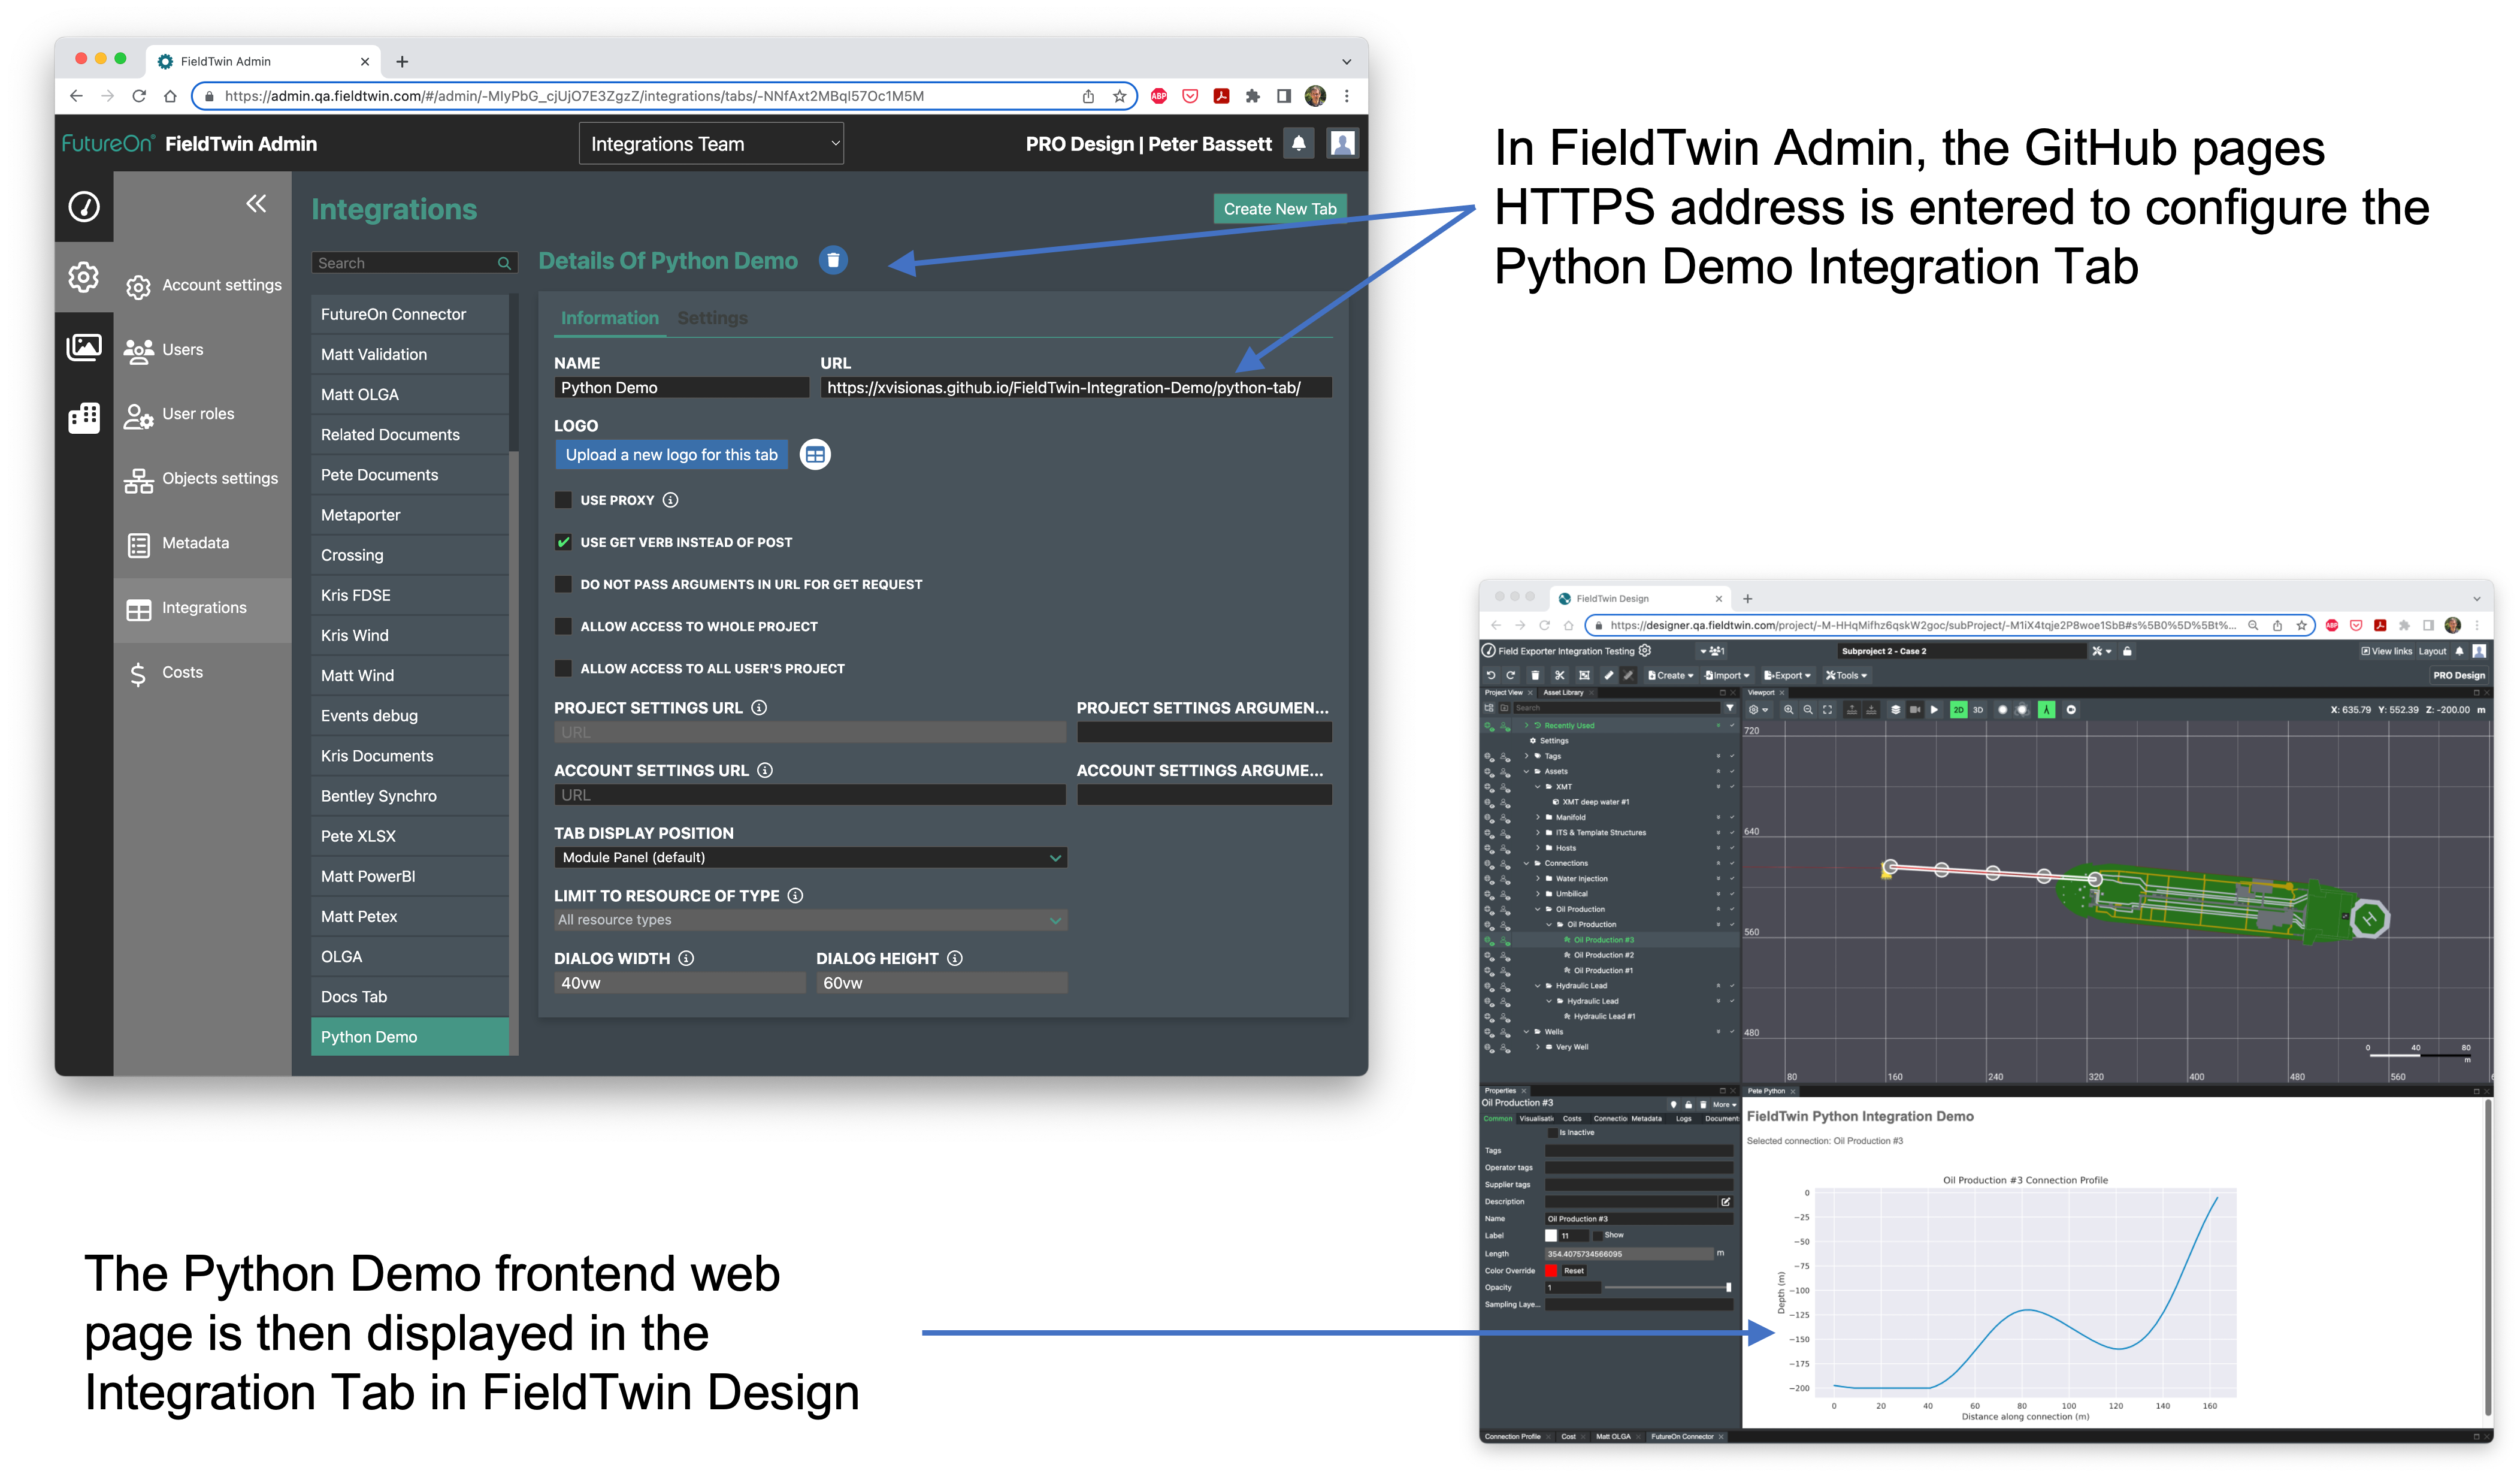 FieldTwin Admin
https://admin.qa.fieldtwin.com/#/admin/-MIyPbG_cjUjO7E3ZgzZ/integrations/tabs/-NNfAxt2MBqI57Oc1M5M
ABP
FutureOn® FieldTwin Admin
Integrations Team
PRO Design | Peter Bassett
Account settings
Users
User roles
Objects settings
Metadata
Integrations
Costs
Integrations
Create New Tab
Search
FutureOn Connector
Matt Validation
Matt OLGA
Related Documents
Pete Documents
Metaporter
Crossing
Kris FDSE
Kris Wind
Matt Wind
Events debug
Kris Documents
Bentley Synchro
Pete XLSX
Matt PowerBI
Matt Petex
OLGA
Docs Tab
Python Demo
Details Of Python Demo
Information Settings
NAME URL
Python Demo https://xvisionas.github.io/FieldTwin-Integration-Demo/python-tab/
LOGO
Upload a new logo for this tab
USE PROXY
USE GET VERB INSTEAD OF POST
DO NOT PASS ARGUMENTS IN URL FOR GET REQUEST
ALLOW ACCESS TO WHOLE PROJECT
ALLOW ACCESS TO ALL USER'S PROJECT
PROJECT SETTINGS URL PROJECT SETTINGS ARGUMEN...
URL
ACCOUNT SETTINGS URL ACCOUNT SETTINGS ARGUME...
URL
TAB DISPLAY POSITION
Module Panel (default)
LIMIT TO RESOURCE OF TYPE
All resource types
DIALOG WIDTH DIALOG HEIGHT
40vw 60vw
In FieldTwin Admin, the GitHub pages
HTTPS address is entered to configure the
Python Demo Integration Tab
FieldTwin Design
https://designer.qa.fieldtwin.com/project/-M-HHqMifhz6qskW2goc/subProject/-M1iX4tqje2P8woe1SbB#s%5B0%5D%5Bt%...
ABP
Field Exporter Integration Testing
1
Subproject 2 - Case 2
View links Layout
Create Import Export Tools
PRO Design
Project View Asset Library
Search
Recently Used
Settings
Tags
Assets
XMT
XMT deep water #1
Manifold
ITS & Template Structures
Hosts
Connections
Water Injection
Umbilical
Oil Production
Oil Production
Oil Production #3
Oil Production #2
Oil Production #1
Hydraulic Lead
Hydraulic Lead
Hydraulic Lead #1
Wells
Very Well
Viewport
2D 3D
X: 635.79 Y: 552.39 Z: -200.00 m
720
640
560
480
H
0 40 80
m
80 160 240 320 400 480 560
Properties
Oil Production #3
More
Common Visualisati Costs Connectio Metadata Logs Document
Is Inactive
Tags
Operator tags
Supplier tags
Description
Name Oil Production #3
Label 11 Show
Length 354.4075734566095 m
Color Override Reset
Opacity 1
Sampling Laye...
Pete Python
FieldTwin Python Integration Demo
Selected connection: Oil Production #3
Oil Production #3 Connection Profile
Depth (m)
0
−25
−50
−75
−100
−125
−150
−175
−200
0 20 40 60 80 100 120 140 160
Distance along connection (m)
Connection Profile Cost Matt OLGA FutureOn Connector
The Python Demo frontend web
page is then displayed in the
Integration Tab in FieldTwin Design